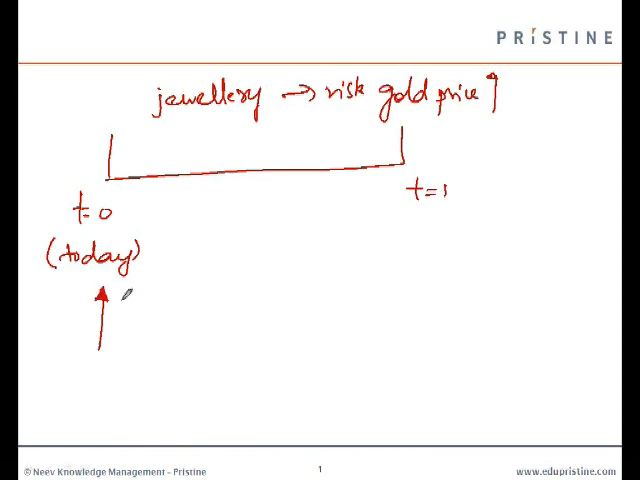 PRISTINE
jewellery → risk gold price ↑
t=0
t=1
(today)
© Neev Knowledge Management – Pristine
1
www.edupristine.com